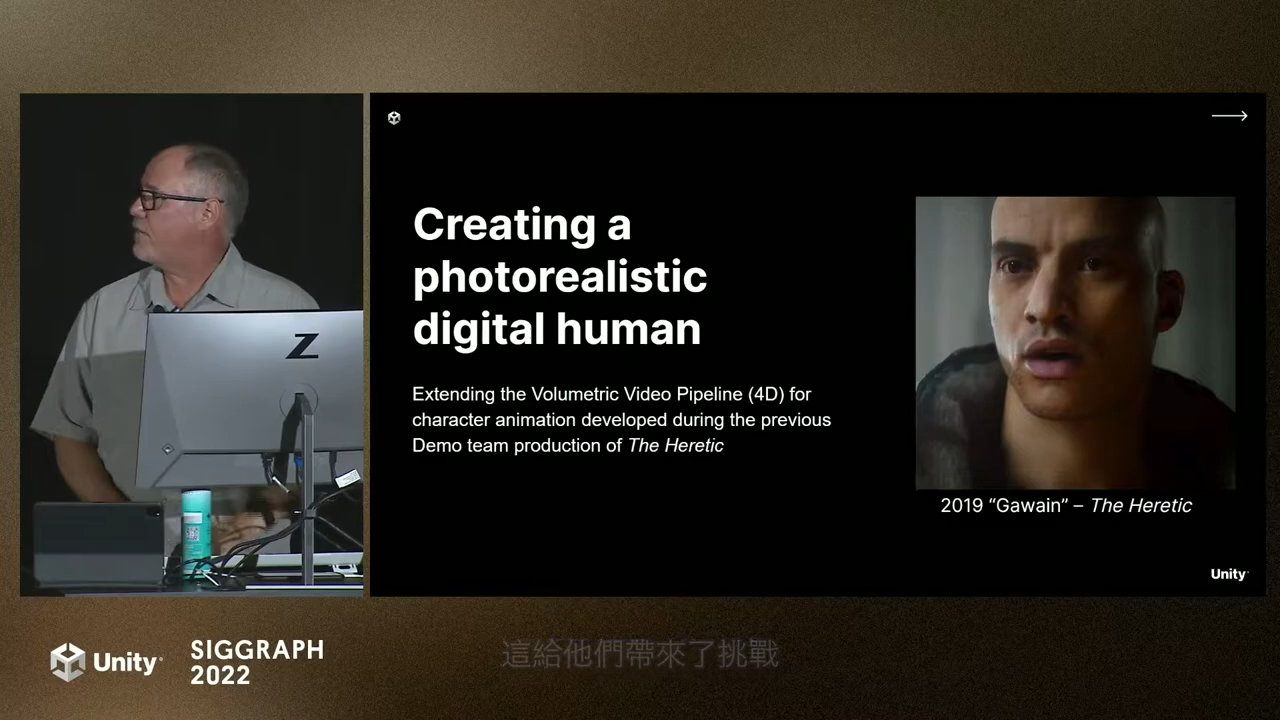 Creating a
photorealistic
digital human
Extending the Volumetric Video Pipeline (4D) for
character animation developed during the previous
Demo team production of The Heretic
2019 “Gawain” – The Heretic
Unity
Z
Unity
SIGGRAPH
2022
這給他們帶來了挑戰